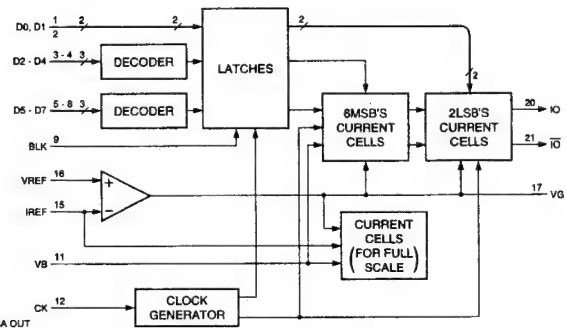 D0, D1 1 2 2 2 2
2
D2 - D4 3 - 4 3 DECODER
LATCHES
D5 - D7 5 - 8 3 DECODER
2
6MSB'S CURRENT CELLS
2LSB'S CURRENT CELLS
20 IO
21 IO
BLK 9
VREF 16
+
IREF 15
−
17 VG
VB 11
CURRENT CELLS (FOR FULL SCALE)
CK 12
CLOCK GENERATOR
A OUT